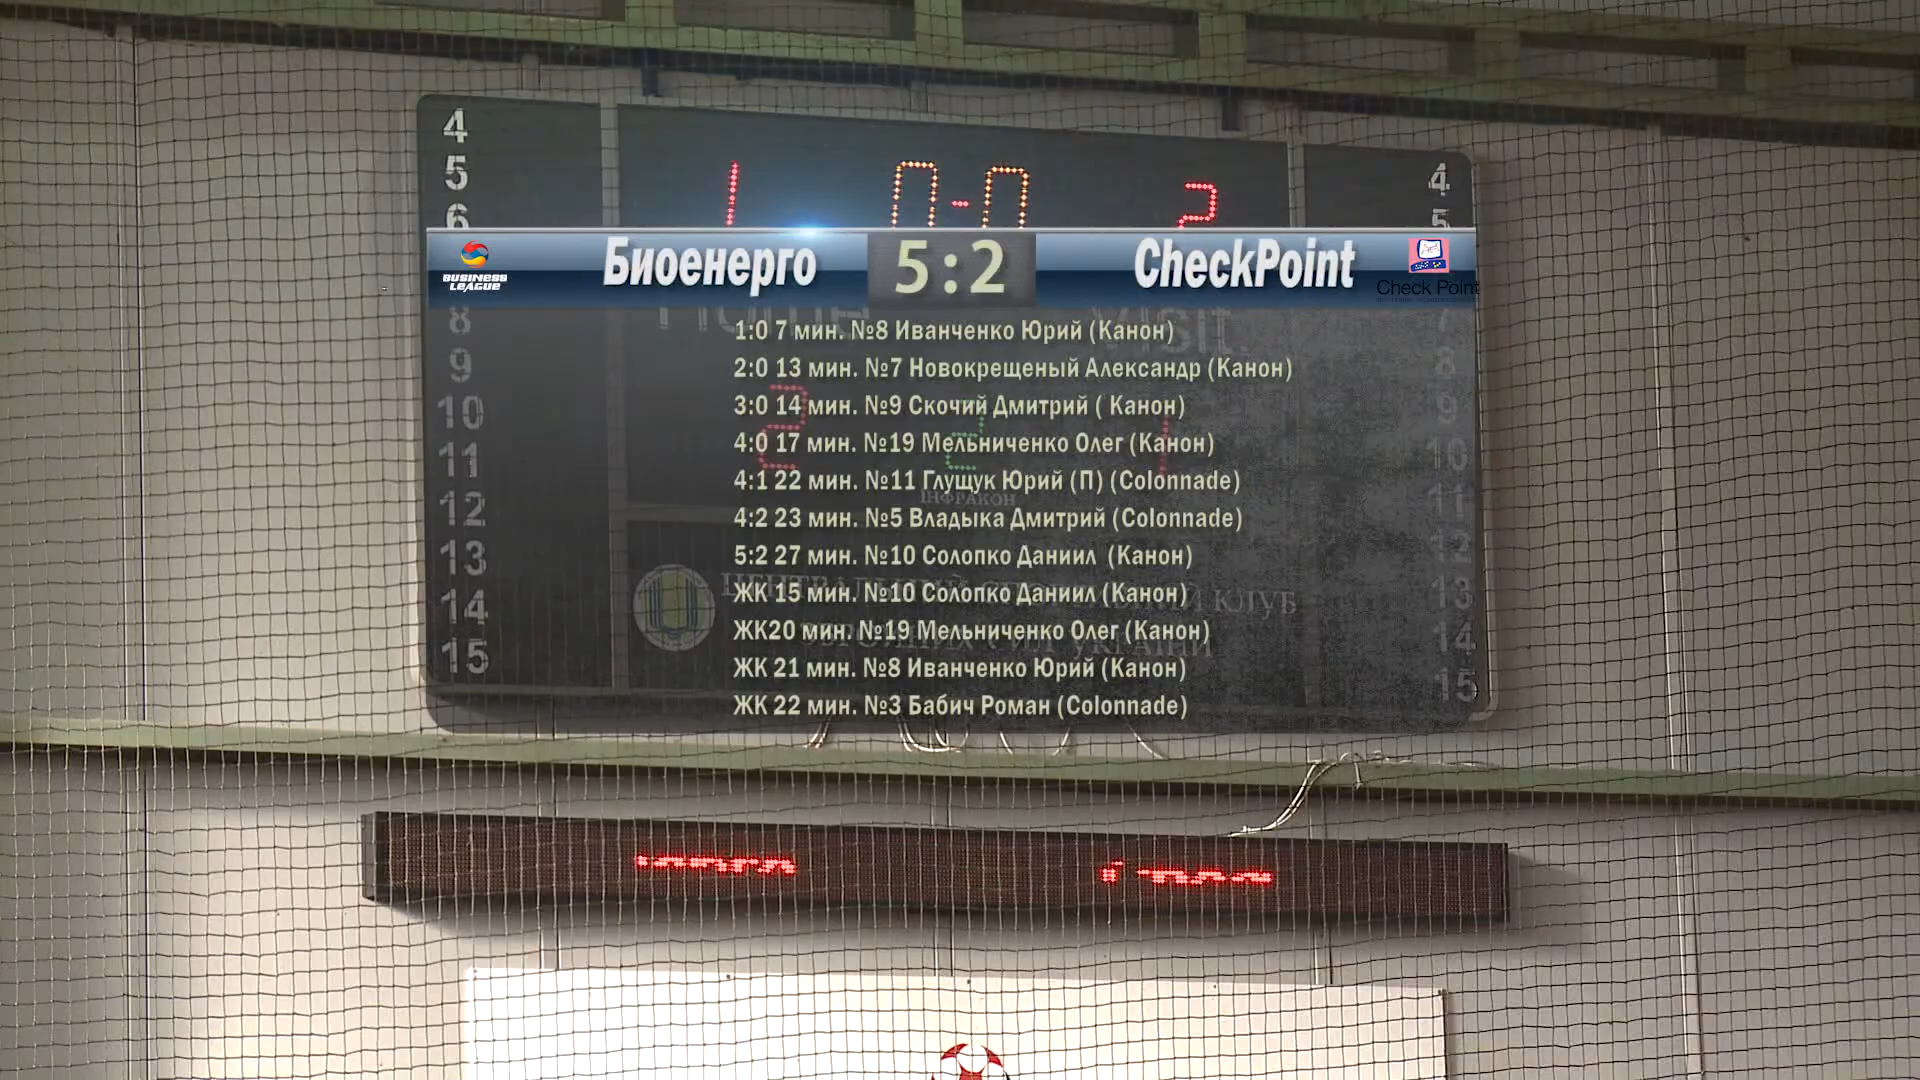 4 4
5 1 0-0 2
6 5
BUSINESS LEAGUE Биоенерго 5:2 CheckPoint Check Point
8 7
1:0 7 мин. №8 Иванченко Юрий (Канон)
9 8
2:0 13 мин. №7 Новокрещеный Александр (Канон)
10 9
3:0 14 мин. №9 Скочий Дмитрий ( Канон)
2 2 1
4:0 17 мин. №19 Мельниченко Олег (Канон)
11 10
4:1 22 мин. №11 Глущук Юрий (П) (Colonnade)
ІНФРАКОН
12 11
4:2 23 мин. №5 Владыка Дмитрий (Colonnade)
13 12
5:2 27 мин. №10 Солопко Даниил (Канон)
14 13
ЖК 15 мин. №10 Солопко Даниил (Канон)
КЛУБ
ЖК20 мин. №19 Мельниченко Олег (Канон)
УКРАЇНИ
15 14
ЖК 21 мин. №8 Иванченко Юрий (Канон)
15
ЖК 22 мин. №3 Бабич Роман (Colonnade)